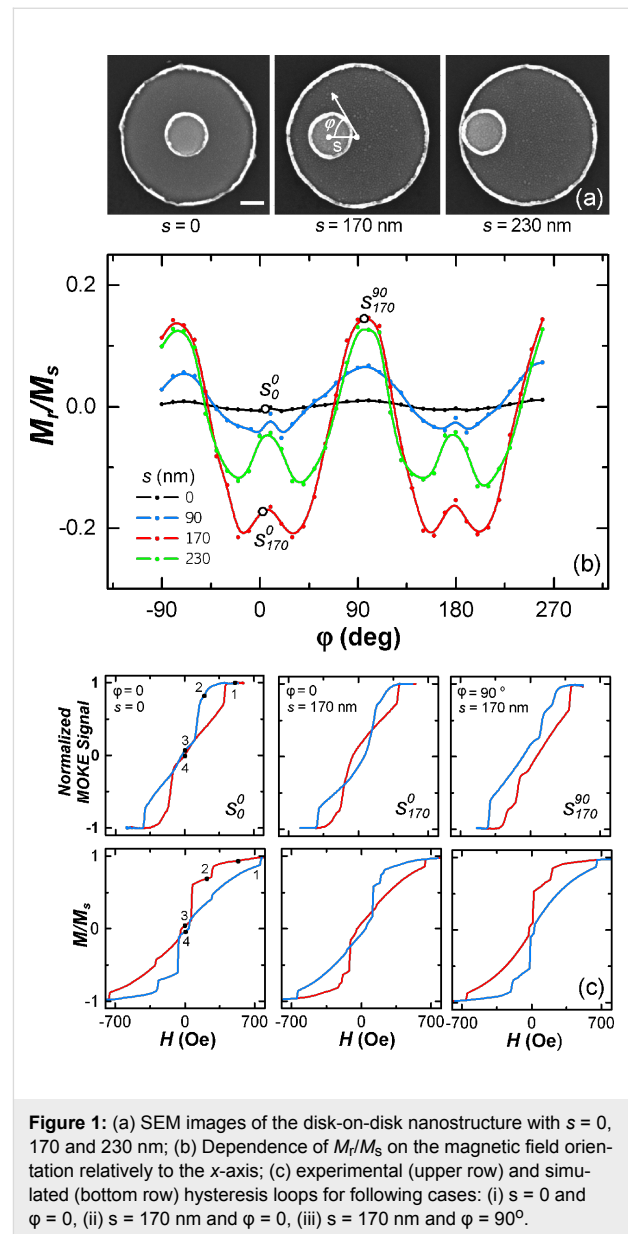 φ
s
(a)
s = 0
s = 170 nm
s = 230 nm
0.2
0.0
-0.2
M_r/M_s
S^90_170
S^0_0
S^0_170
s (nm)
0
90
170
230
(b)
-90
0
90
180
270
φ (deg)
1
0
-1
Normalized
MOKE Signal
φ = 0
s = 0
2
1
3
4
S^0_0
φ = 0
s = 170 nm
S^0_170
φ = 90 °
s = 170 nm
S^90_170
1
0
-1
M/M_s
2
1
3
4
(c)
-700
0
700
-700
0
700
-700
0
700
H (Oe)
H (Oe)
H (Oe)
Figure 1: (a) SEM images of the disk-on-disk nanostructure with s = 0,
170 and 230 nm; (b) Dependence of Mr/Ms on the magnetic field orien-
tation relatively to the x-axis; (c) experimental (upper row) and simu-
lated (bottom row) hysteresis loops for following cases: (i) s = 0 and
φ = 0, (ii) s = 170 nm and φ = 0, (iii) s = 170 nm and φ = 90°.